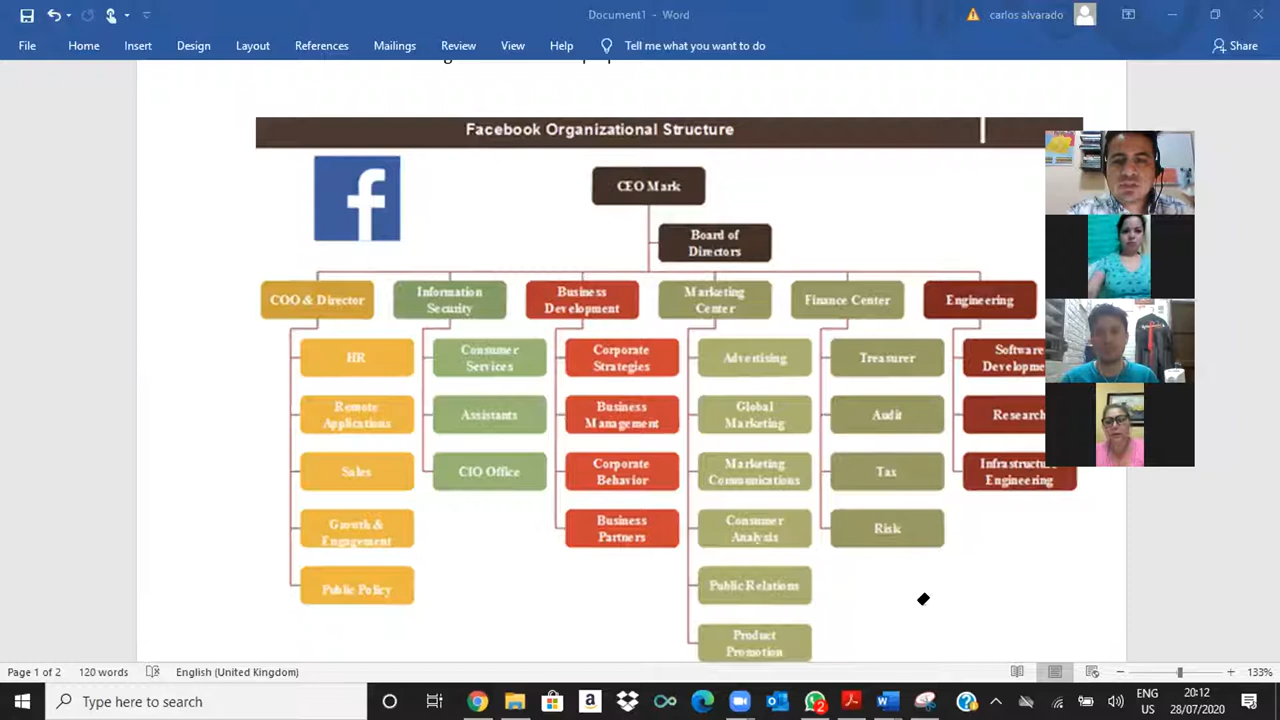 Document1 - Word
carlos alvarado
File Home Insert Design Layout References Mailings Review View Help Tell me what you want to do Share
Facebook Organizational Structure
f
CEO Mark
Board of
Directors
COO & Director
Information
Security
Business
Development
Marketing
Center
Finance Center
Engineering
HR
Remote
Applications
Sales
Growth &
Engagement
Public Policy
Consumer
Services
Assistants
CIO Office
Corporate
Strategies
Business
Management
Corporate
Behavior
Business
Partners
Advertising
Global
Marketing
Marketing
Communications
Consumer
Analysis
Public Relations
Product
Promotion
Treasurer
Audit
Tax
Risk
Software
Developme
Research
Infrastructu
Engineering
Page 1 of 2 120 words English (United Kingdom) 133%
Type here to search
2
ENG
US
20:12
28/07/2020